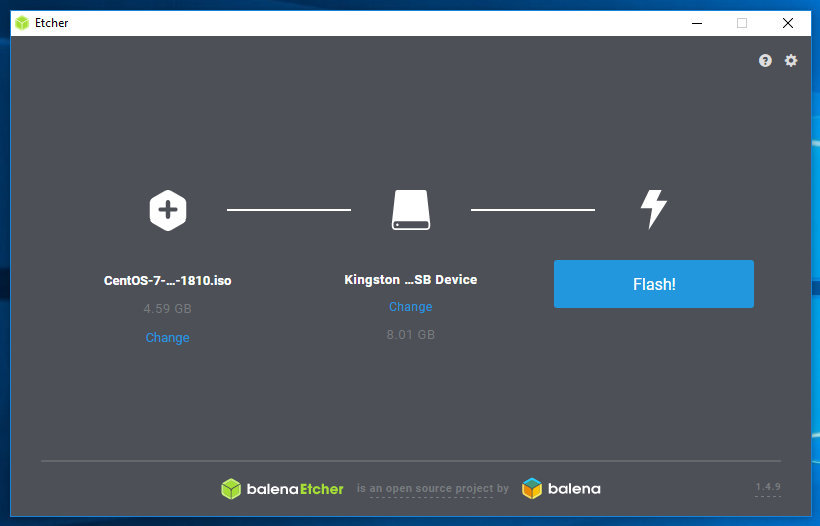 Etcher
CentOS-7-...-1810.iso
4.59 GB
Change
Kingston ...SB Device
Change
8.01 GB
Flash!
balenaEtcher is an open source project by balena
1.4.9